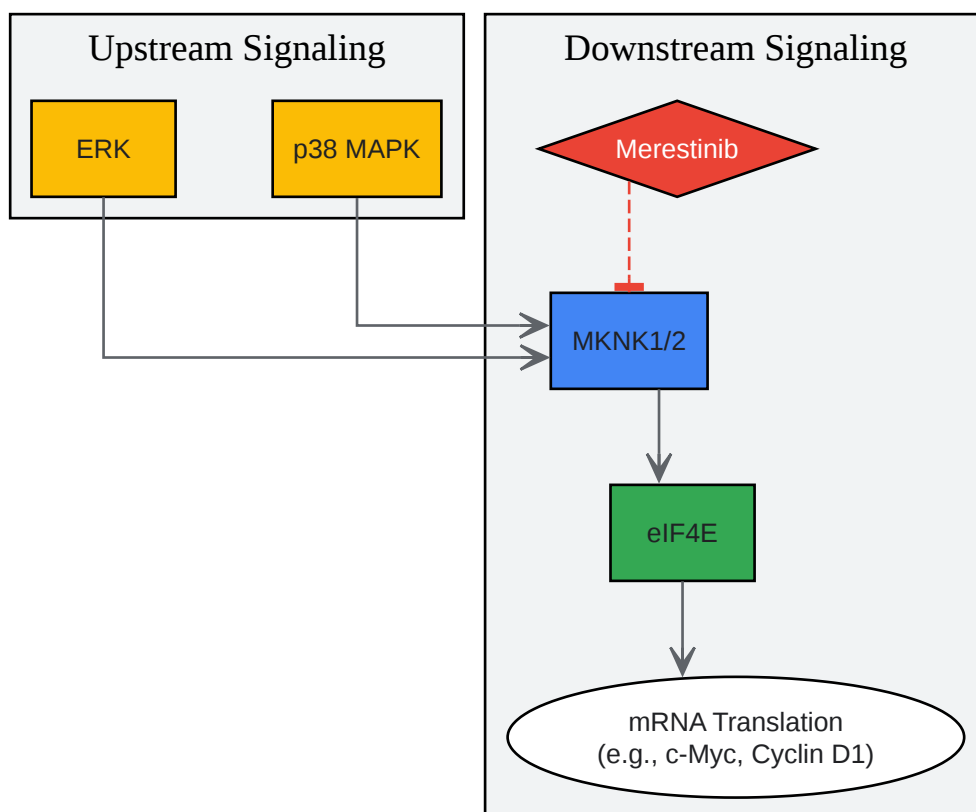 Upstream Signaling
Downstream Signaling
ERK
p38 MAPK
Merestinib
MKNK1/2
eIF4E
mRNA Translation
(e.g., c-Myc, Cyclin D1)